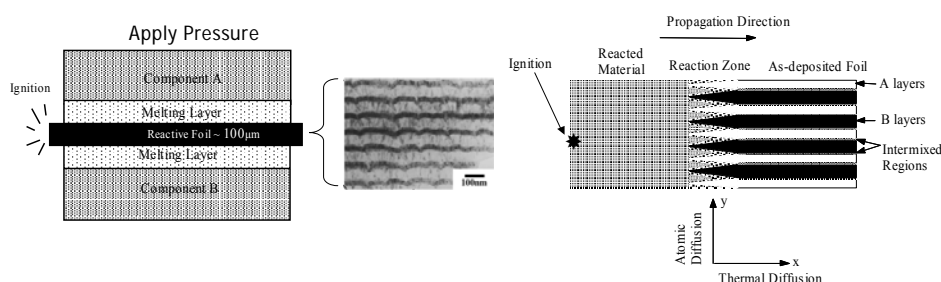 Apply Pressure
Component A
Ignition
Melting Layer
Reactive Foil ~ 100μm
Melting Layer
Component B
100nm
Propagation Direction
Reacted
Material
Reaction Zone
As-deposited Foil
Ignition
A layers
B layers
Intermixed
Regions
y
Atomic
Diffusion
x
Thermal Diffusion